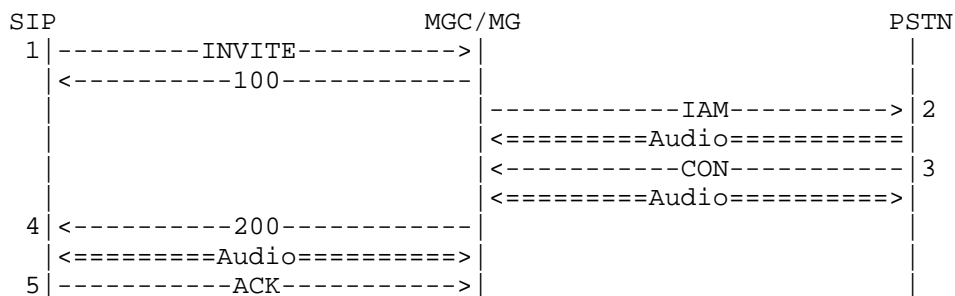 SIP MGC/MG PSTN
1|---------INVITE---------->| |
|<----------100------------| |
| |------------IAM---------->|2
| |<=========Audio===========|
| |<----------CON------------|3
| |<=========Audio==========>|
4|<----------200------------| |
|<=========Audio==========>| |
5|-----------ACK----------->| |